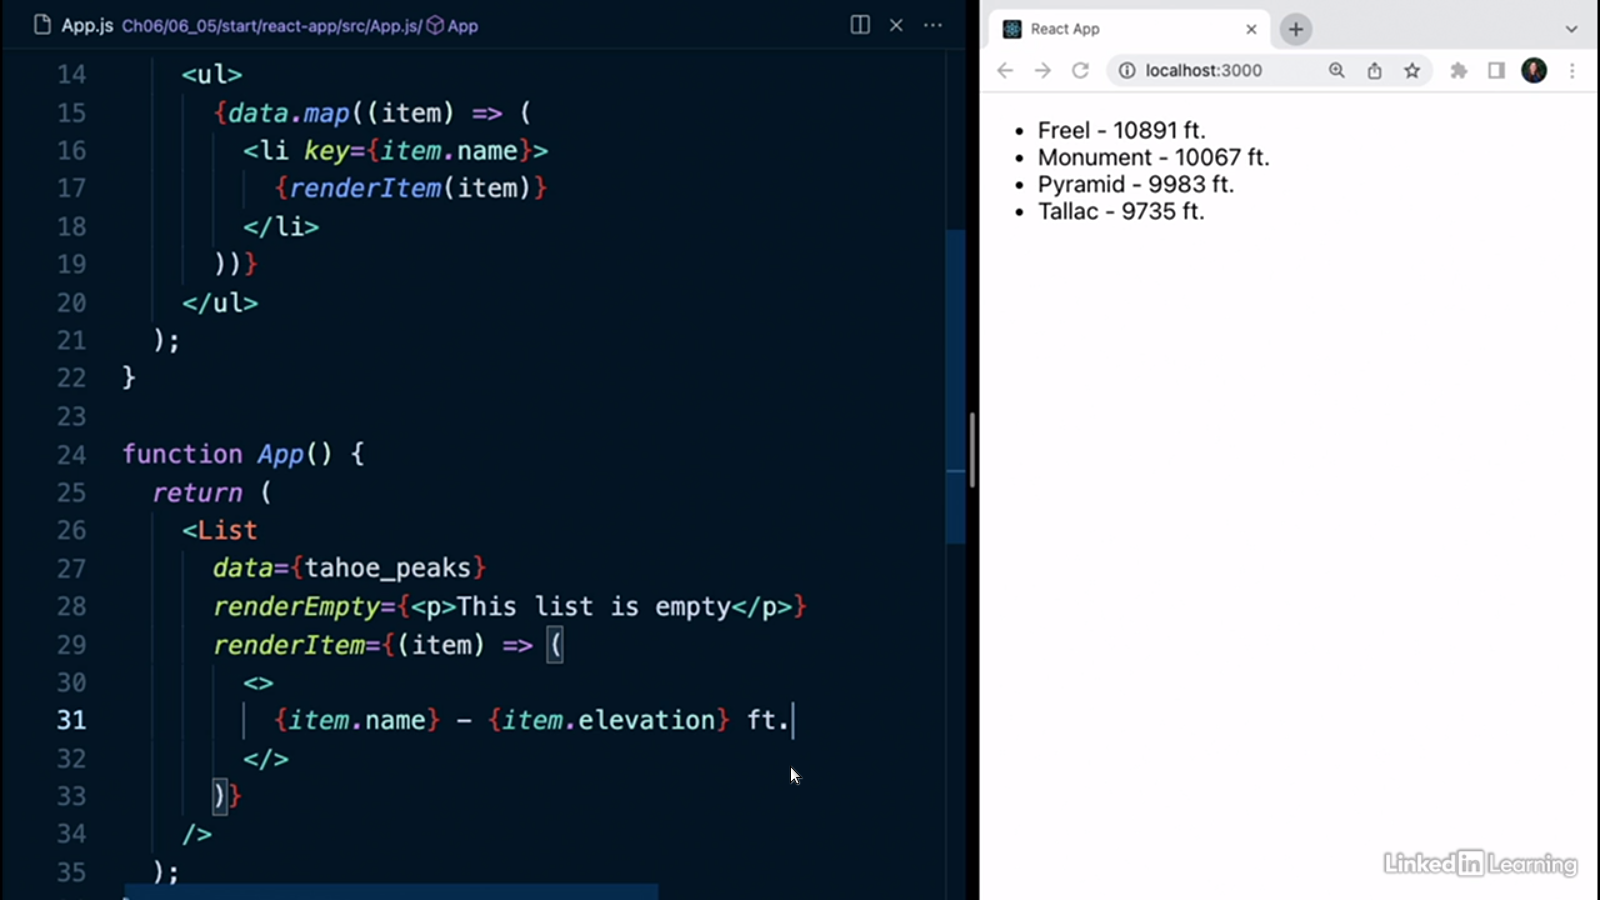 App.js Ch06/06_05/start/react-app/src/App.js/ App
14 <ul>
15 {data.map((item) => (
16 <li key={item.name}>
17 {renderItem(item)}
18 </li>
19 ))}
20 </ul>
21 );
22 }
23
24 function App() {
25 return (
26 <List
27 data={tahoe_peaks}
28 renderEmpty={<p>This list is empty</p>}
29 renderItem={(item) => (
30 <>
31 {item.name} - {item.elevation} ft.
32 </>
33 )}
34 />
35 );
React App
localhost:3000
• Freel - 10891 ft.
• Monument - 10067 ft.
• Pyramid - 9983 ft.
• Tallac - 9735 ft.
Linked in Learning